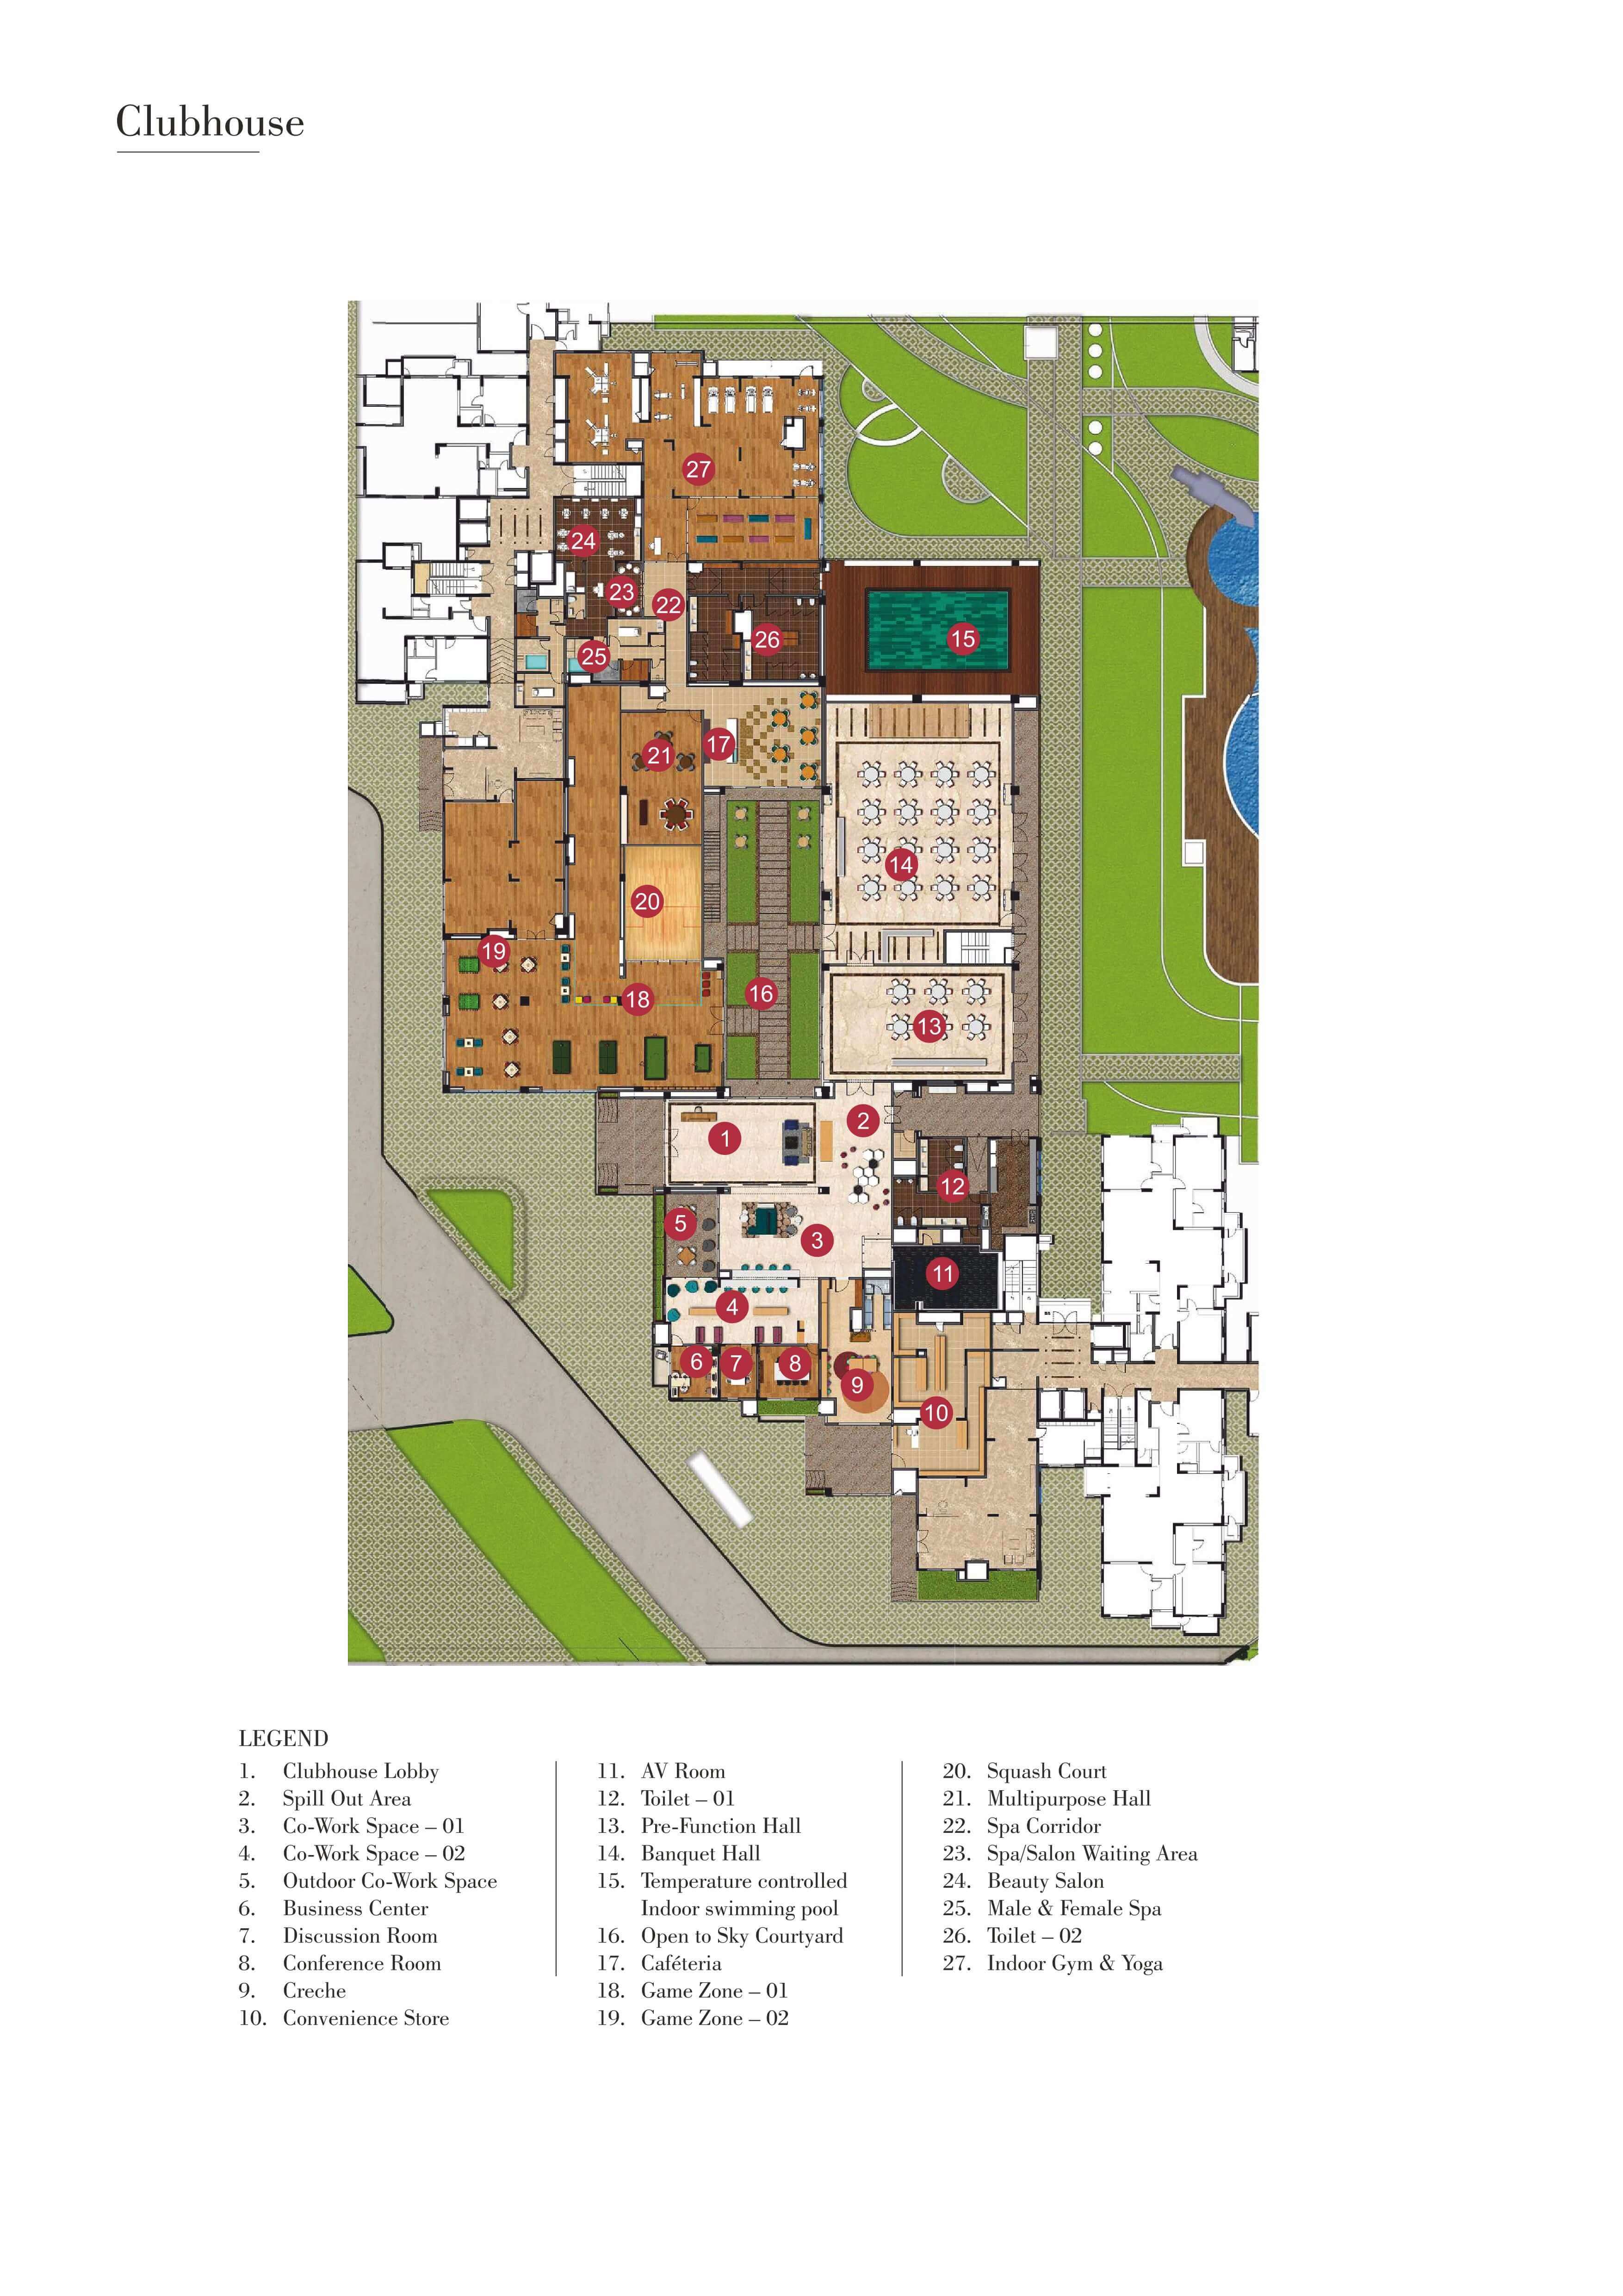 Clubhouse
27
24
23
22
26
15
25
17
21
14
20
19
18
16
13
2
1
12
5
3
11
4
6
7
8
9
10
LEGEND
1. Clubhouse Lobby
2. Spill Out Area
3. Co-Work Space – 01
4. Co-Work Space – 02
5. Outdoor Co-Work Space
6. Business Center
7. Discussion Room
8. Conference Room
9. Creche
10. Convenience Store
11. AV Room
12. Toilet – 01
13. Pre-Function Hall
14. Banquet Hall
15. Temperature controlled
Indoor swimming pool
16. Open to Sky Courtyard
17. Caféteria
18. Game Zone – 01
19. Game Zone – 02
20. Squash Court
21. Multipurpose Hall
22. Spa Corridor
23. Spa/Salon Waiting Area
24. Beauty Salon
25. Male & Female Spa
26. Toilet – 02
27. Indoor Gym & Yoga